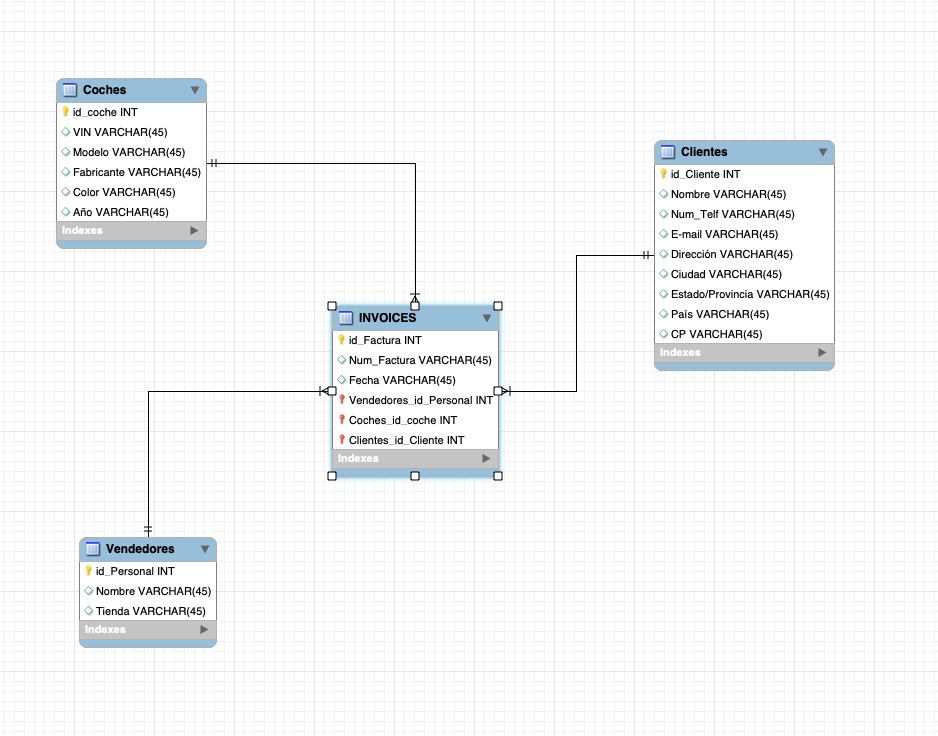 Coches
id_coche INT
VIN VARCHAR(45)
Modelo VARCHAR(45)
Fabricante VARCHAR(45)
Color VARCHAR(45)
Año VARCHAR(45)
Indexes
Clientes
id_Cliente INT
Nombre VARCHAR(45)
Num_Telf VARCHAR(45)
E-mail VARCHAR(45)
Dirección VARCHAR(45)
Ciudad VARCHAR(45)
Estado/Provincia VARCHAR(45)
País VARCHAR(45)
CP VARCHAR(45)
Indexes
INVOICES
id_Factura INT
Num_Factura VARCHAR(45)
Fecha VARCHAR(45)
Vendedores_id_Personal INT
Coches_id_coche INT
Clientes_id_Cliente INT
Indexes
Vendedores
id_Personal INT
Nombre VARCHAR(45)
Tienda VARCHAR(45)
Indexes